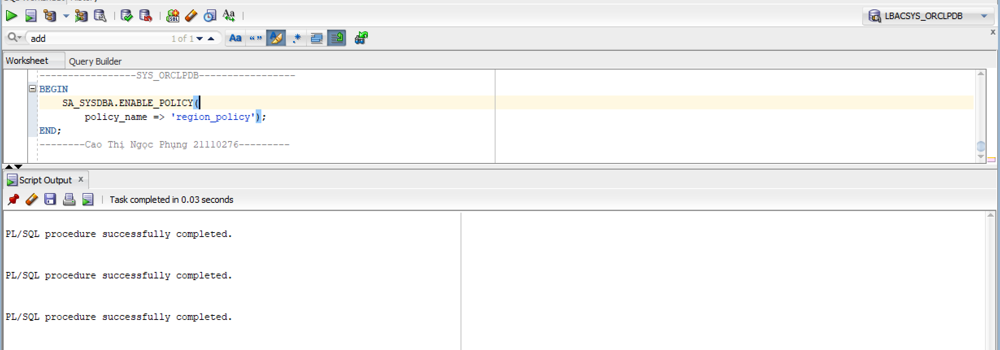 LBACSYS_ORCLPDB
add
1 of 1
Aa
Worksheet
Query Builder
-----------------SYS_ORCLPDB-----------------
BEGIN
SA_SYSDBA.ENABLE_POLICY(
policy_name => 'region_policy');
END;
--------Cao Thị Ngọc Phụng 21110276---------
Script Output x
Task completed in 0.03 seconds
PL/SQL procedure successfully completed.
PL/SQL procedure successfully completed.
PL/SQL procedure successfully completed.